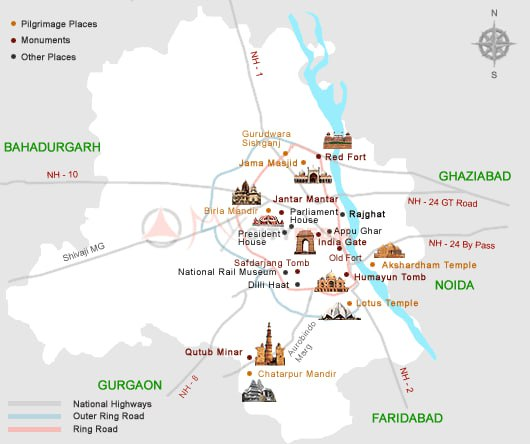 Pilgrimage Places
Monuments
Other Places
N
S
NH - 1
Gurudwara
Sishganj
Jama Masjid
Red Fort
BAHADURGARH
GHAZIABAD
NH - 10
NH - 24 GT Road
Birla Mandir
Jantar Mantar
Parliament
House
Rajghat
President
House
Appu Ghar
India Gate
NH - 24 By Pass
Shivaji MG
Old Fort
Safdarjang Tomb
Akshardham Temple
National Rail Museum
Humayun Tomb
Dilli Haat
NOIDA
Lotus Temple
Aurobindo
Marg
Qutub Minar
Chatarpur Mandir
GURGAON
NH - 8
NH - 2
FARIDABAD
National Highways
Outer Ring Road
Ring Road